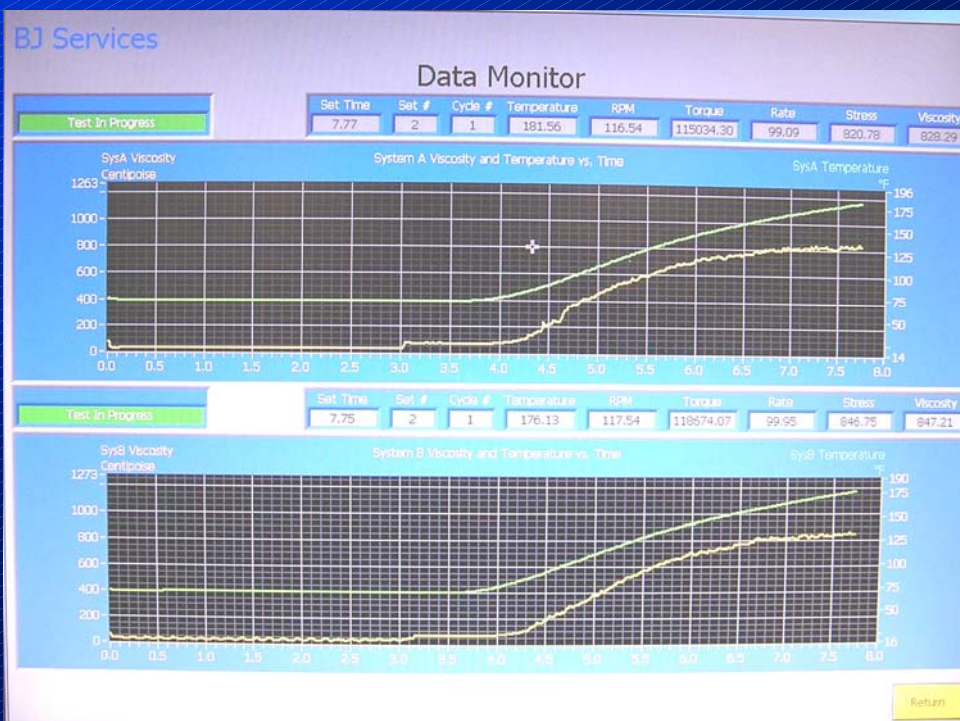 BJ Services
Data Monitor
Test In Progress
Set Time Set # Cycle # Temperature RPM Torque Rate Stress Viscosity
7.77 2 1 181.56 116.54 115034.30 99.09 820.78 828.29
SysA Viscosity System A Viscosity and Temperature vs. Time SysA Temperature
Centipoise °F
1263 196
1000 175
800 150
600 125
400 100
200 75
0 50
14
0.0 0.5 1.0 1.5 2.0 2.5 3.0 3.5 4.0 4.5 5.0 5.5 6.0 6.5 7.0 7.5 8.0
Test In Progress
Set Time Set # Cycle # Temperature RPM Torque Rate Stress Viscosity
7.75 2 1 176.13 117.54 118674.07 99.95 846.75 847.21
SysB Viscosity System B Viscosity and Temperature vs. Time SysB Temperature
Centipoise °F
1273 190
1000 175
800 150
600 125
400 100
200 75
0 50
16
0.0 0.5 1.0 1.5 2.0 2.5 3.0 3.5 4.0 4.5 5.0 5.5 6.0 6.5 7.0 7.5 8.0
Return